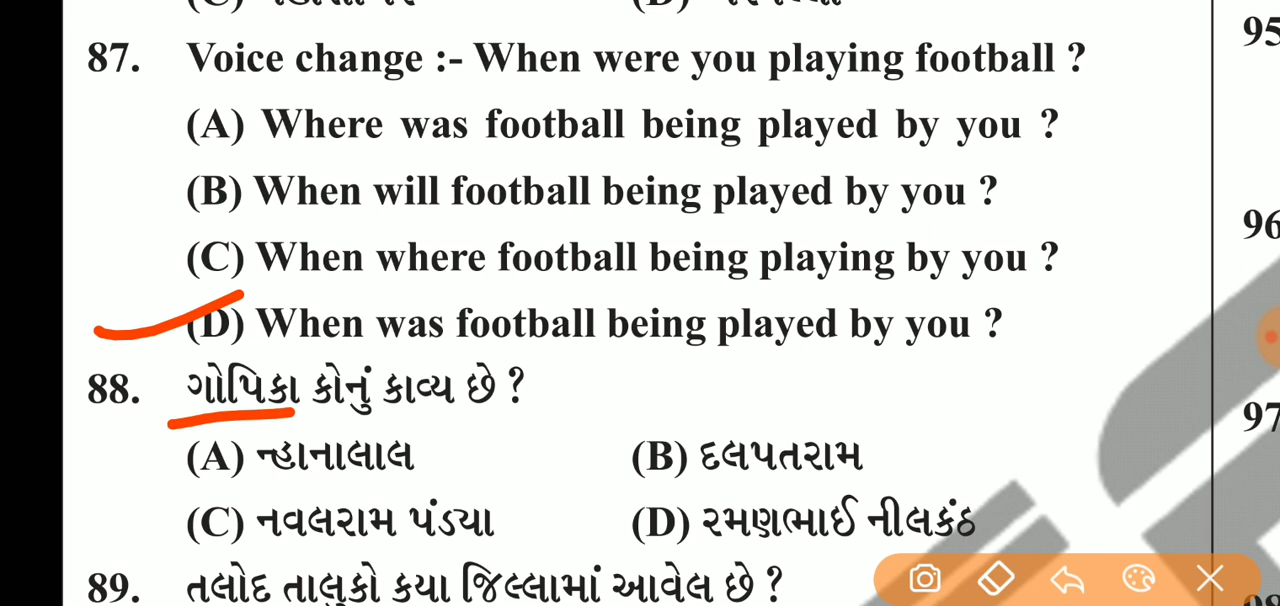 87. Voice change :- When were you playing football ?
(A) Where was football being played by you ?
(B) When will football being played by you ?
(C) When where football being playing by you ?
(D) When was football being played by you ?
88. ગોપિકા કોનું કાવ્ય છે ?
(A) ન્હાનાલાલ (B) દલપતરામ
(C) નવલરામ પંડ્યા (D) રમણભાઈ નીલકંઠ
89. તલોદ તાલુકો કયા જિલ્લામાં આવેલ છે ?
95
96
97